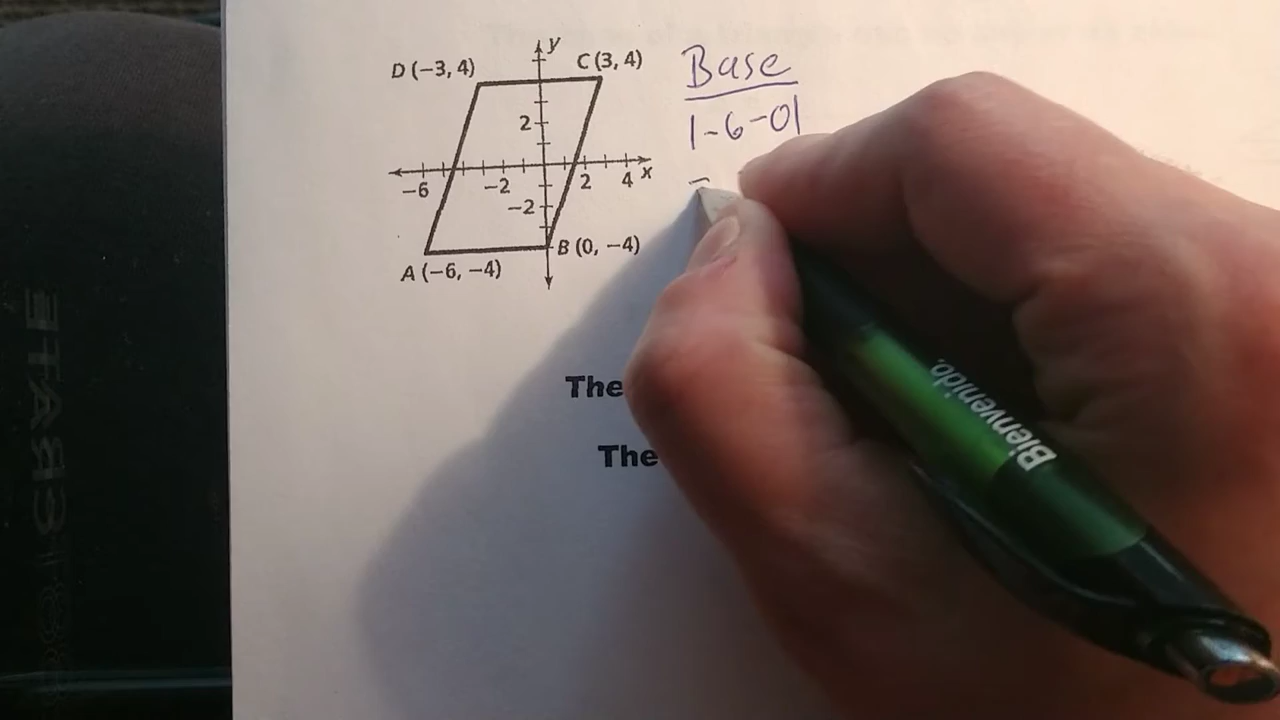 y
D (−3, 4)
C (3, 4)
Base
2
|-6-0|
-6
-2
2
4
x
-2
B (0, −4)
A (−6, −4)
The
The
Bienvenido.